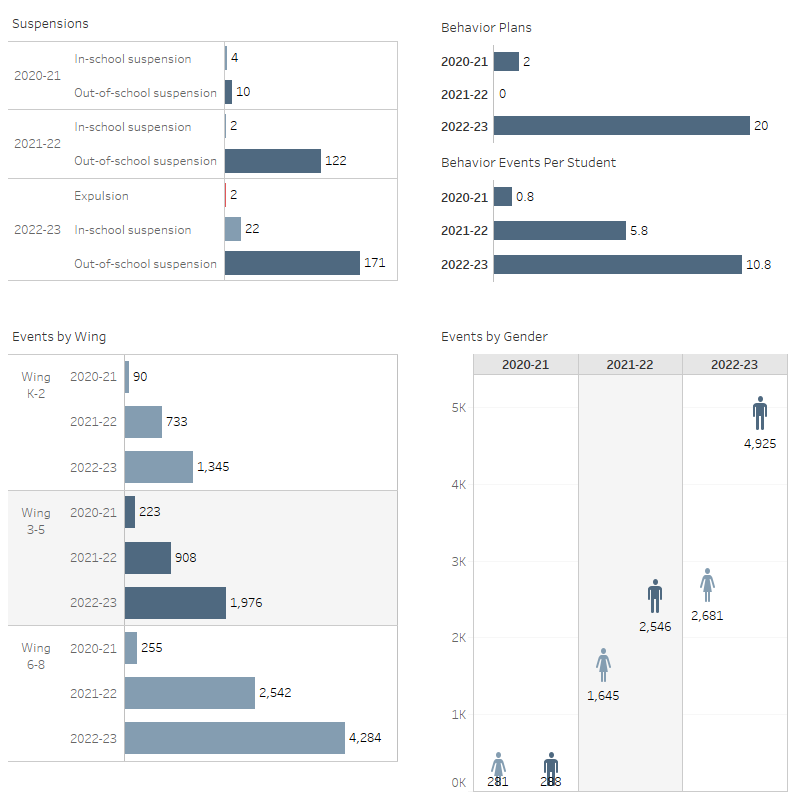 Suspensions
2020-21
In-school suspension 4
Out-of-school suspension 10
2021-22
In-school suspension 2
Out-of-school suspension 122
2022-23
Expulsion 2
In-school suspension 22
Out-of-school suspension 171
Behavior Plans
2020-21 2
2021-22 0
2022-23 20
Behavior Events Per Student
2020-21 0.8
2021-22 5.8
2022-23 10.8
Events by Wing
Wing
K-2
2020-21 90
2021-22 733
2022-23 1,345
Wing
3-5
2020-21 223
2021-22 908
2022-23 1,976
Wing
6-8
2020-21 255
2021-22 2,542
2022-23 4,284
Events by Gender
2020-21 2021-22 2022-23
5K
4,925
4K
3K
2,546
2,681
2K
1,645
1K
0K
281
288